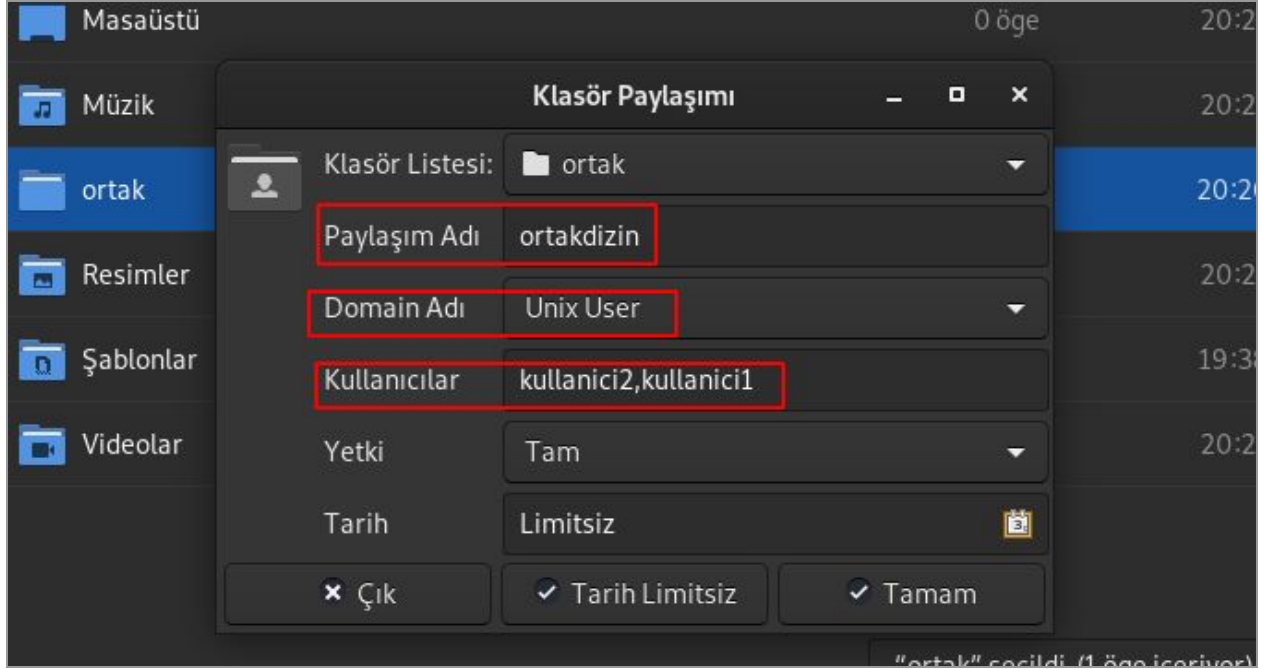 Masaüstü 0 öge 20:2
Klasör Paylaşımı
Müzik 20:2
Klasör Listesi: ortak
ortak 20:20
Paylaşım Adı ortakdizin
Resimler 20:2
Domain Adı Unix User
Şablonlar 19:38
Kullanıcılar kullanici2,kullanici1
Videolar 20:2
Yetki Tam
Tarih Limitsiz
Çık Tarih Limitsiz Tamam
"ortak" seçildi (1 öge içeriyor)